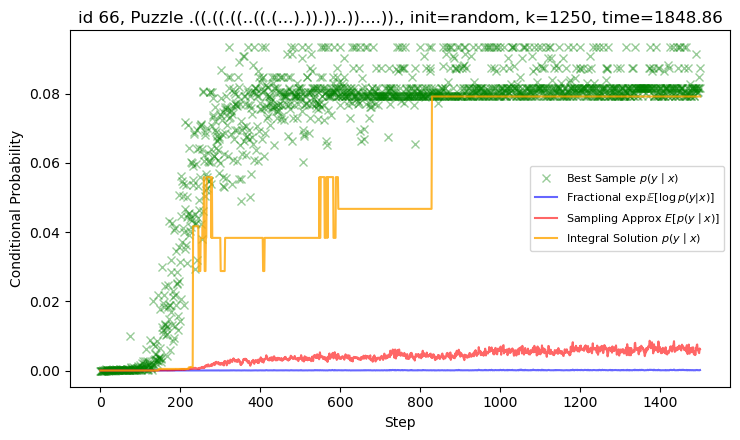 id 66, Puzzle .((.((.((..((.(...).)).))..))....))., init=random, k=1250, time=1848.86
Conditional Probability
0.08
0.06
0.04
0.02
0.00
Best Sample p(y | x)
Fractional exp𝔼[log p(y|x)]
Sampling Approx E[p(y | x)]
Integral Solution p(y | x)
0
200
400
600
800
1000
1200
1400
Step